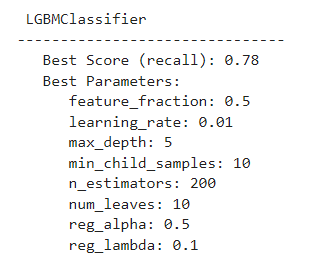 LGBMClassifier
------------------------------
Best Score (recall): 0.78
Best Parameters:
feature_fraction: 0.5
learning_rate: 0.01
max_depth: 5
min_child_samples: 10
n_estimators: 200
num_leaves: 10
reg_alpha: 0.5
reg_lambda: 0.1